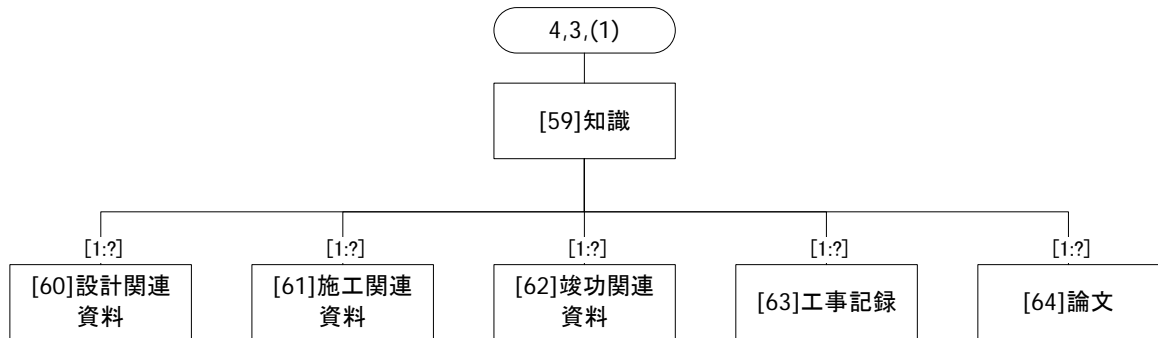 4,3,(1)
[59]知識
[1:?]
[1:?]
[1:?]
[1:?]
[1:?]
[60]設計関連
資料
[61]施工関連
資料
[62]竣功関連
資料
[63]工事記録
[64]論文